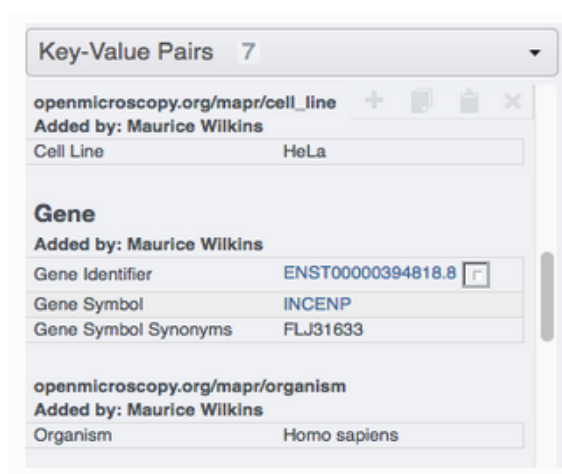 Key-Value Pairs 7
openmicroscopy.org/mapr/cell_line
Added by: Maurice Wilkins
Cell Line HeLa
Gene
Added by: Maurice Wilkins
Gene Identifier ENST00000394818.8
Gene Symbol INCENP
Gene Symbol Synonyms FLJ31633
openmicroscopy.org/mapr/organism
Added by: Maurice Wilkins
Organism Homo sapiens